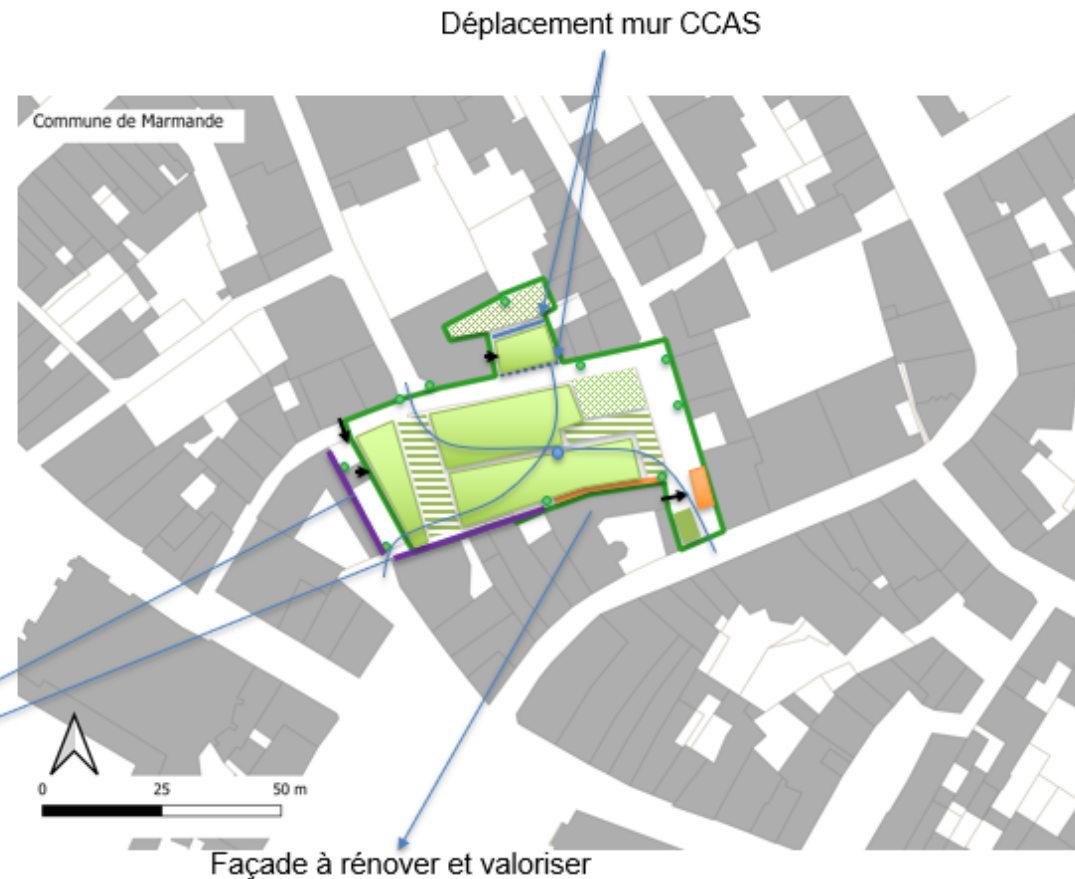 Déplacement mur CCAS
Commune de Marmande
0 25 50 m
Façade à rénover et valoriser